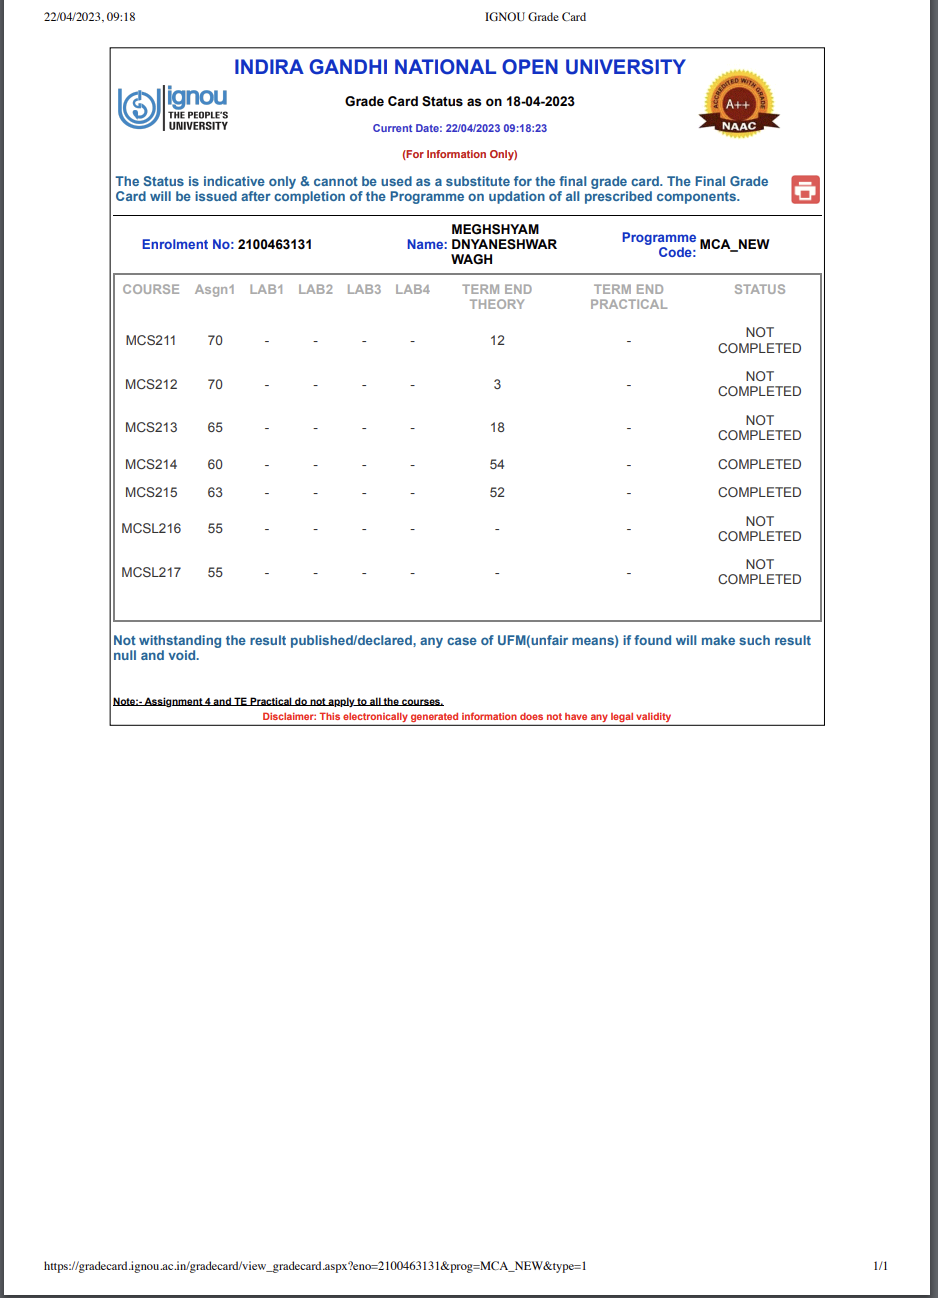 22/04/2023, 09:18 IGNOU Grade Card
INDIRA GANDHI NATIONAL OPEN UNIVERSITY
ignou
THE PEOPLE'S
UNIVERSITY
Grade Card Status as on 18-04-2023
Current Date: 22/04/2023 09:18:23
(For Information Only)
ACCREDITED WITH GRADE
A++
NAAC
The Status is indicative only & cannot be used as a substitute for the final grade card. The Final Grade
Card will be issued after completion of the Programme on updation of all prescribed components.
Enrolment No: 2100463131
Name: MEGHSHYAM
DNYANESHWAR
WAGH
Programme
Code: MCA_NEW
COURSE Asgn1 LAB1 LAB2 LAB3 LAB4 TERM END THEORY TERM END PRACTICAL STATUS
MCS211 70 - - - - 12 - NOT COMPLETED
MCS212 70 - - - - 3 - NOT COMPLETED
MCS213 65 - - - - 18 - NOT COMPLETED
MCS214 60 - - - - 54 - COMPLETED
MCS215 63 - - - - 52 - COMPLETED
MCSL216 55 - - - - - - NOT COMPLETED
MCSL217 55 - - - - - - NOT COMPLETED
Not withstanding the result published/declared, any case of UFM(unfair means) if found will make such result
null and void.
Note:- Assignment 4 and TE Practical do not apply to all the courses.
Disclaimer: This electronically generated information does not have any legal validity
https://gradecard.ignou.ac.in/gradecard/view_gradecard.aspx?eno=2100463131&prog=MCA_NEW&type=1 1/1